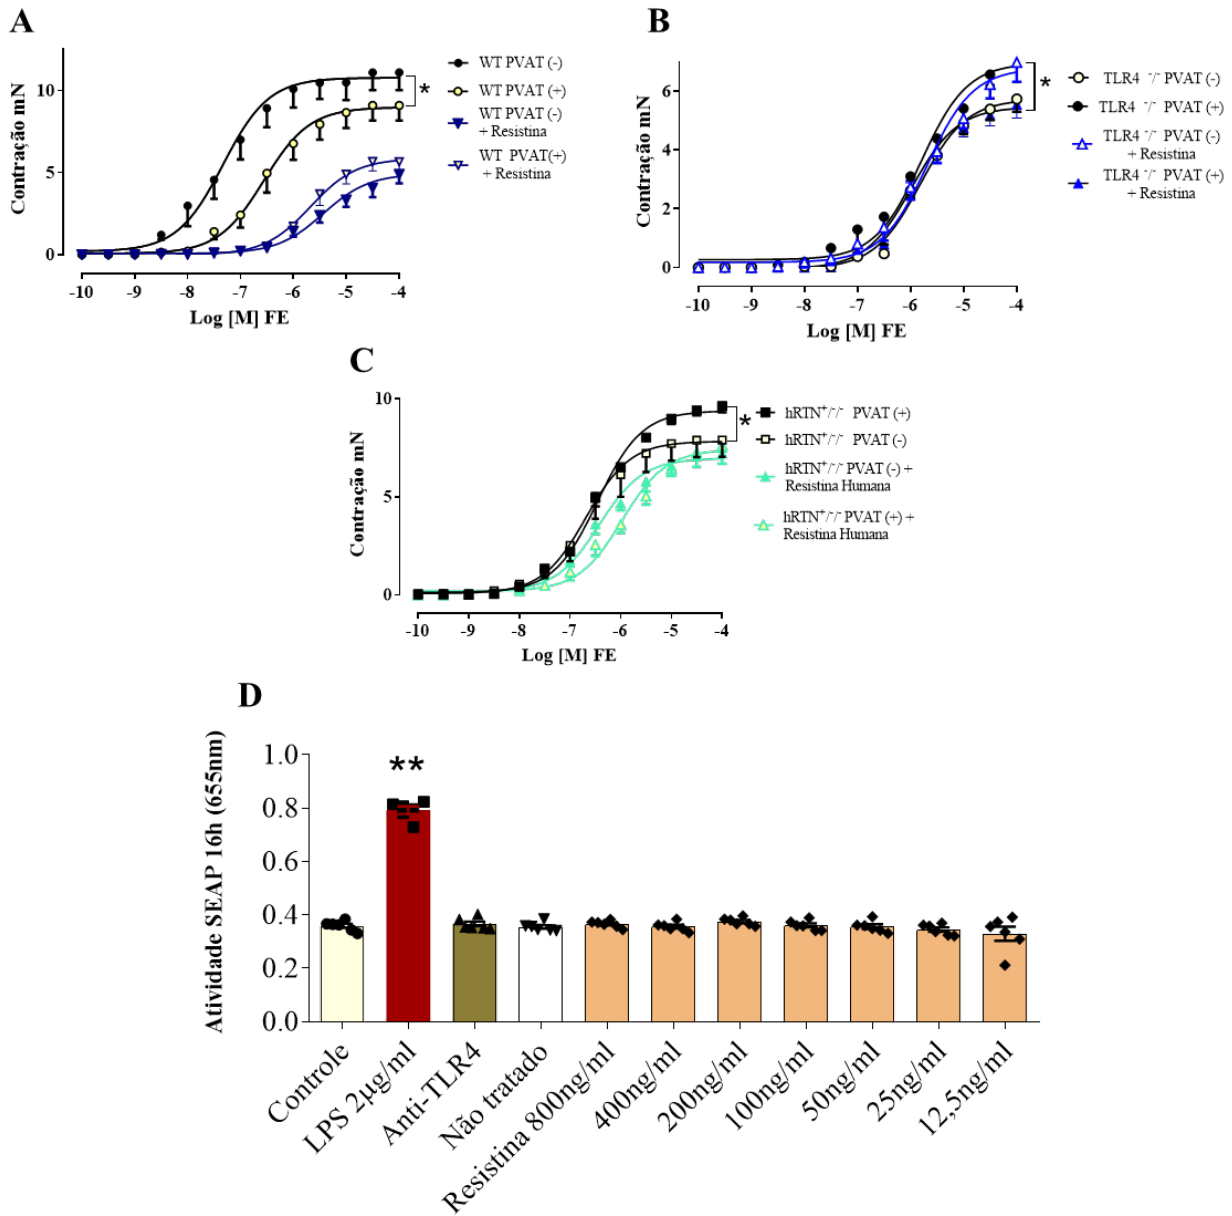 A
Contração mN
10
5
0
-10 -9 -8 -7 -6 -5 -4
Log [M] FE
*
WT PVAT (-)
WT PVAT (+)
WT PVAT (-)
+ Resistina
WT PVAT(+)
+ Resistina
B
Contração mN
6
4
2
0
-10 -9 -8 -7 -6 -5 -4
Log [M] FE
*
TLR4 -/- PVAT (-)
TLR4 -/- PVAT (+)
TLR4 -/- PVAT (-)
+ Resistina
TLR4 -/- PVAT (+)
+ Resistina
C
Contração mN
10
5
0
-10 -9 -8 -7 -6 -5 -4
Log [M] FE
*
hRTN+/-/- PVAT (+)
hRTN+/-/- PVAT (-)
hRTN+/-/- PVAT (-) +
Resistina Humana
hRTN+/-/- PVAT (+) +
Resistina Humana
D
Atividade SEAP 16h (655nm)
1.0
0.8
0.6
0.4
0.2
0.0
**
Controle
LPS 2µg/ml
Anti-TLR4
Não tratado
Resistina 800ng/ml
400ng/ml
200ng/ml
100ng/ml
50ng/ml
25ng/ml
12,5ng/ml